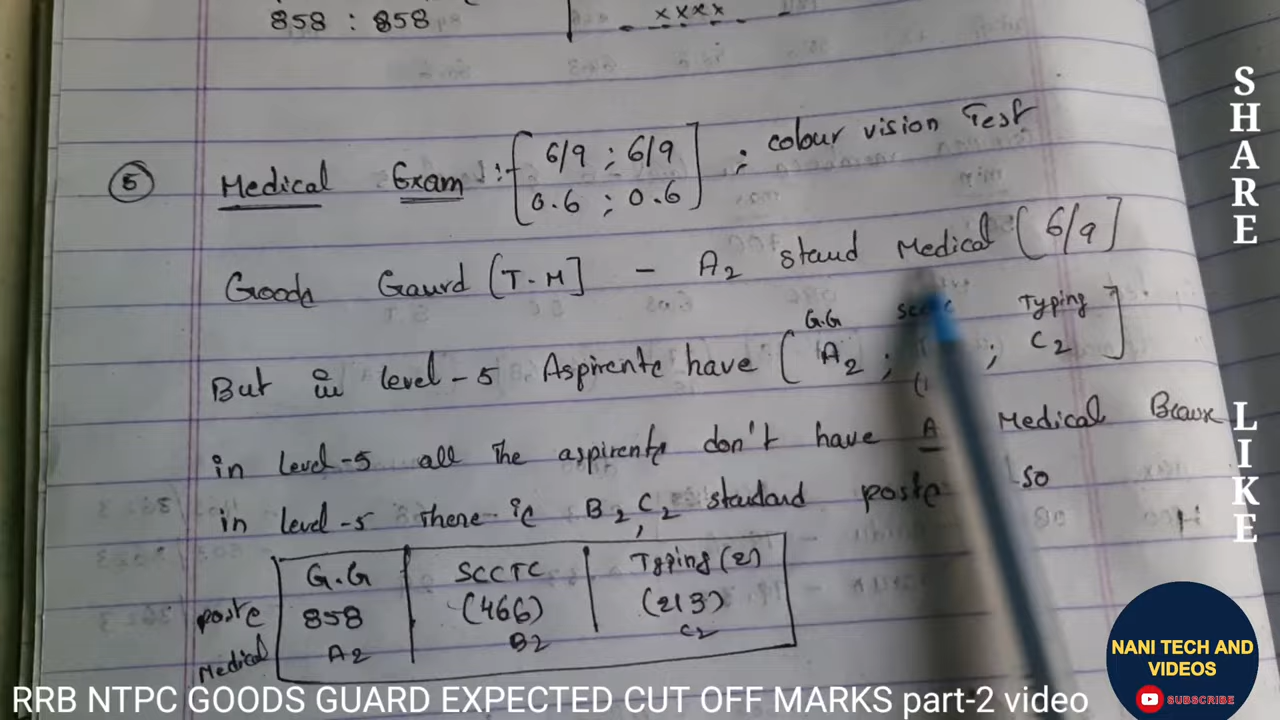 858 : 858
xxxx
⑤ Medical Exam :- [6/9 ; 6/9
0.6 ; 0.6] ; colour vision Test
Goods Gaurd [T.M] - A2 stand Medical [6/9]
G.G Typing
But in level-5 Aspirents have [A2 ; ; C2]
in level-5 all the aspirents don't have A Medical
in level-5 there is B2, C2 standard posts so
G.G SCCTC Typing (2)
posts 858 (466) (213)
Medical A2 B2 C2
SHARE
LIKE
NANI TECH AND
VIDEOS
SUBSCRIBE
RRB NTPC GOODS GUARD EXPECTED CUT OFF MARKS part-2 video